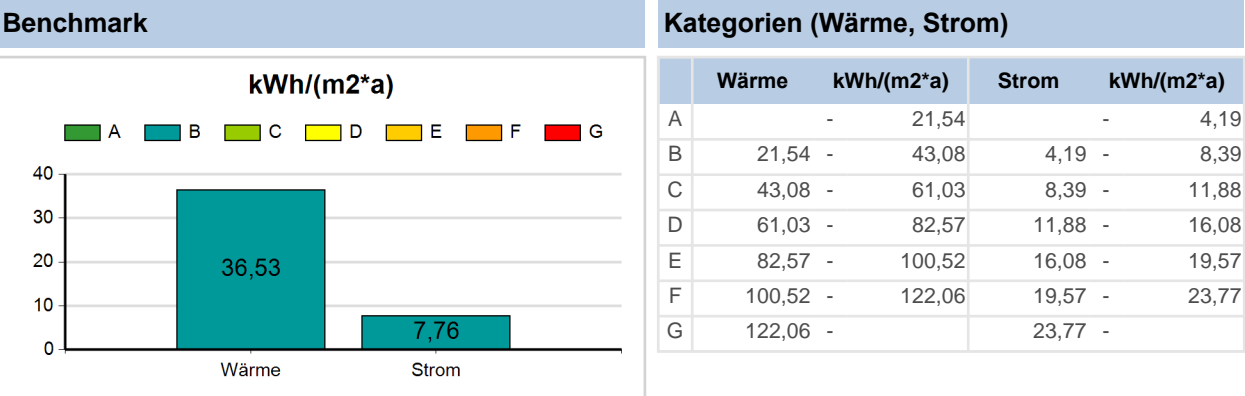 Benchmark
kWh/(m2*a)
A B C D E F G
40
30
20
10
0
36,53
7,76
Wärme Strom
Kategorien (Wärme, Strom)
Wärme kWh/(m2*a) Strom kWh/(m2*a)
A - 21,54 - 4,19
B 21,54 - 43,08 4,19 - 8,39
C 43,08 - 61,03 8,39 - 11,88
D 61,03 - 82,57 11,88 - 16,08
E 82,57 - 100,52 16,08 - 19,57
F 100,52 - 122,06 19,57 - 23,77
G 122,06 - 23,77 -